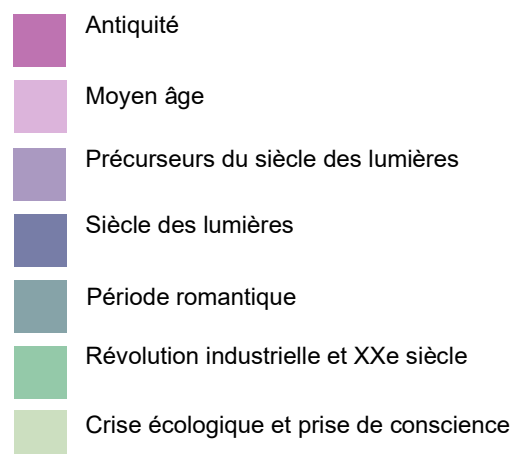 Antiquité
Moyen âge
Précurseurs du siècle des lumières
Siècle des lumières
Période romantique
Révolution industrielle et XXe siècle
Crise écologique et prise de conscience